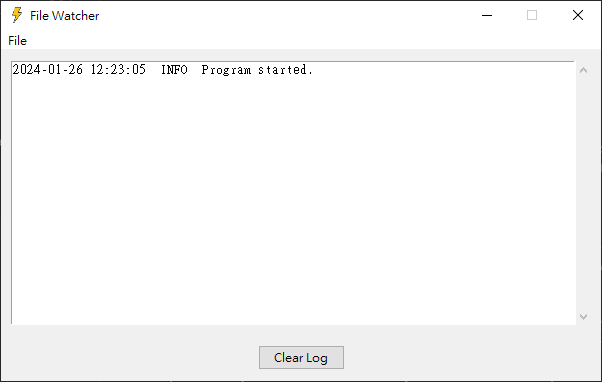 File Watcher
File
2024-01-26 12:23:05  INFO  Program started.
Clear Log